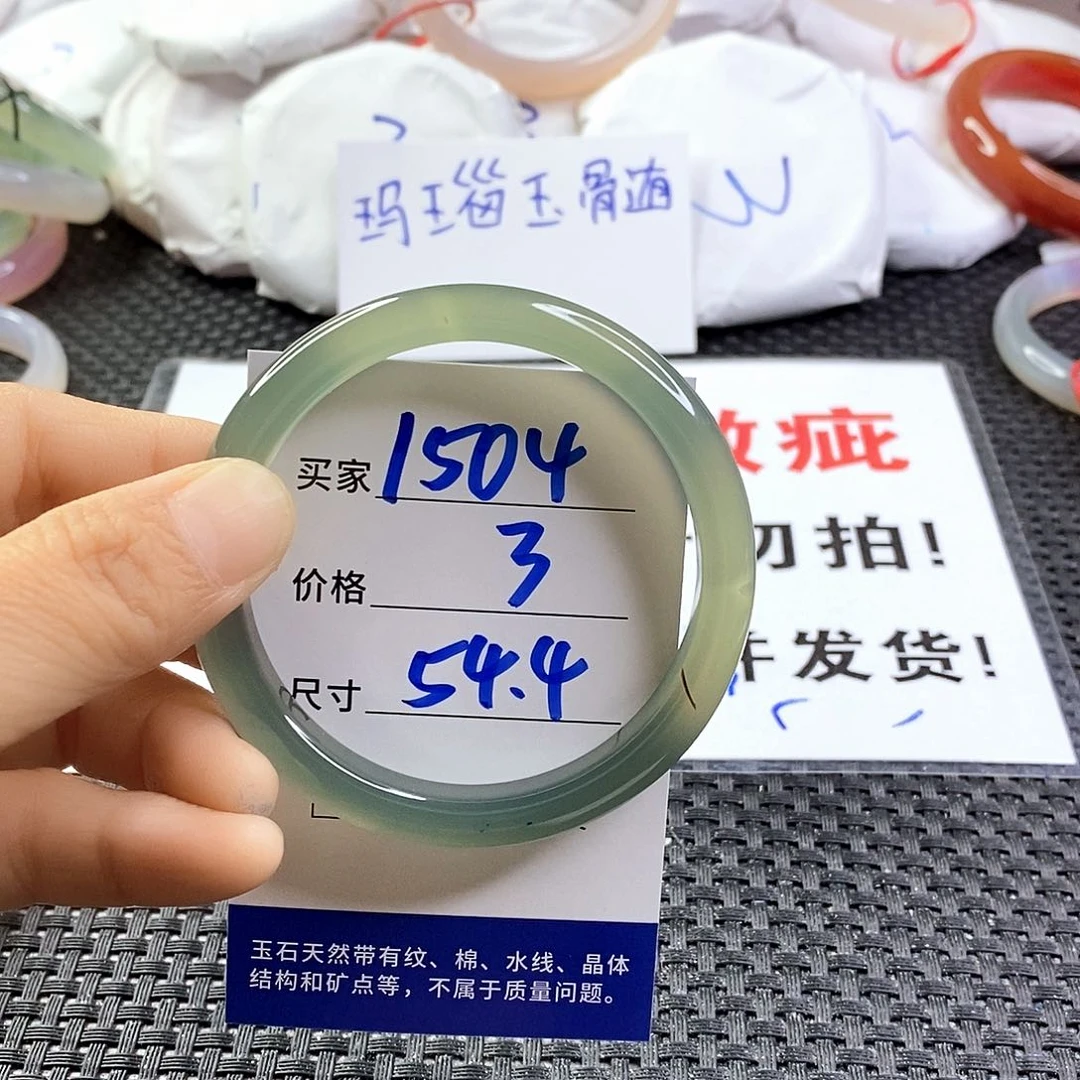 玛瑙玉骨髓
疵
勿拍!
买家 1504
价格 3
尺寸 54.4
件发货!
玉石天然带有纹、棉、水线、晶体
结构和矿点等，不属于质量问题。